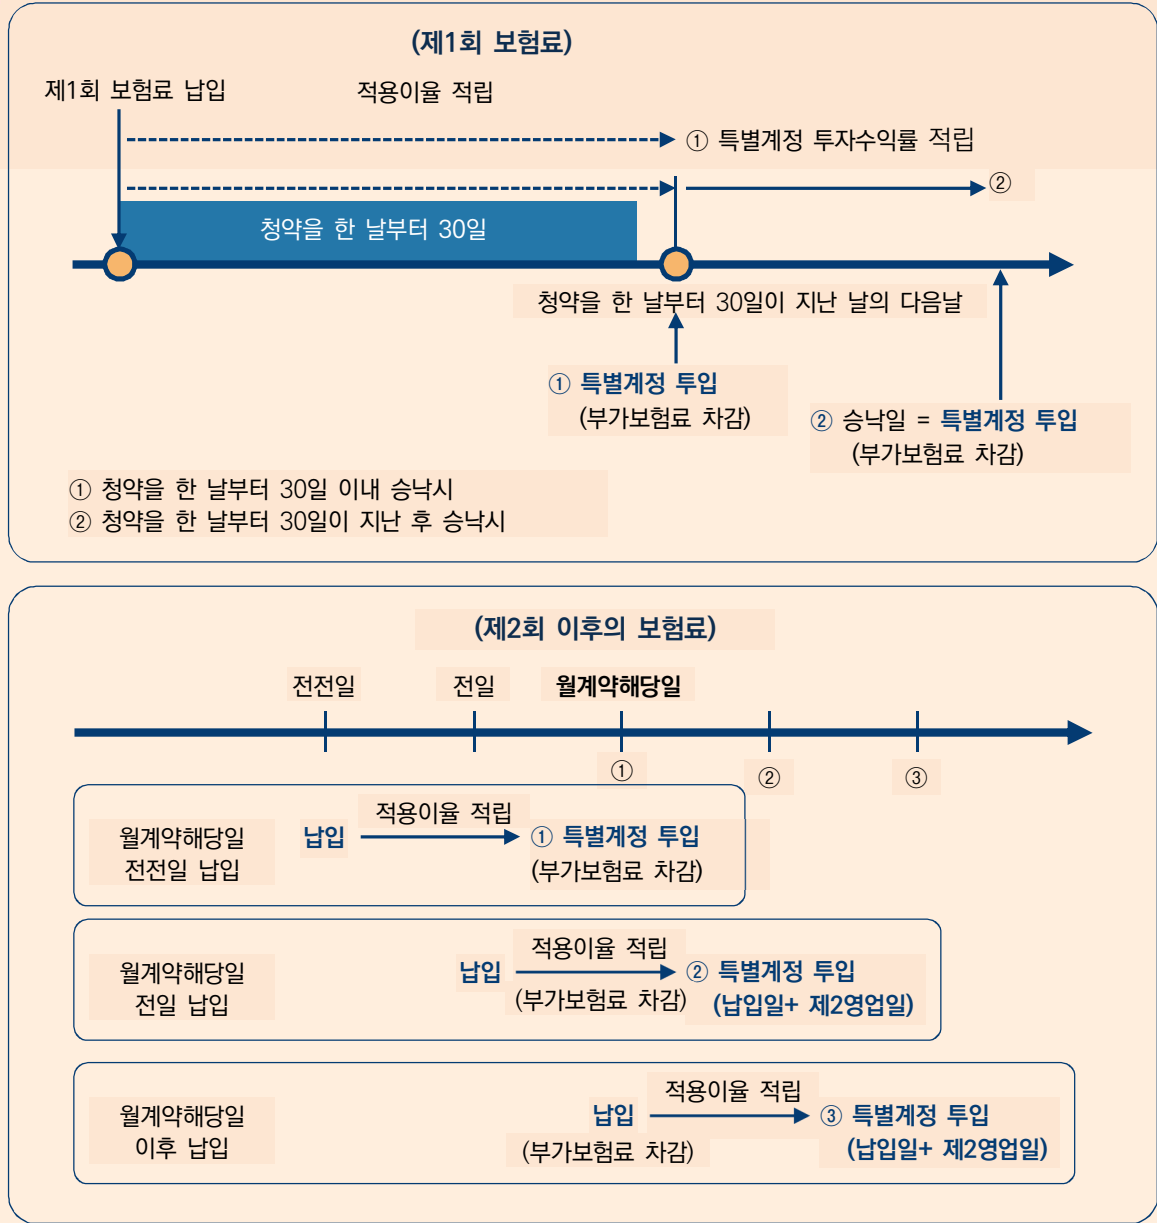 (제1회 보험료)
제1회 보험료 납입
적용이율 적립
① 특별계정 투자수익률 적립
②
청약을 한 날부터 30일
청약을 한 날부터 30일이 지난 날의 다음날
① 특별계정 투입
(부가보험료 차감)
② 승낙일 = 특별계정 투입
(부가보험료 차감)
① 청약을 한 날부터 30일 이내 승낙시
② 청약을 한 날부터 30일이 지난 후 승낙시
(제2회 이후의 보험료)
전전일
전일
월계약해당일
①
②
③
월계약해당일
전전일 납입
납입
적용이율 적립
① 특별계정 투입
(부가보험료 차감)
월계약해당일
전일 납입
납입
적용이율 적립
(부가보험료 차감)
② 특별계정 투입
(납입일+ 제2영업일)
월계약해당일
이후 납입
납입
적용이율 적립
(부가보험료 차감)
③ 특별계정 투입
(납입일+ 제2영업일)